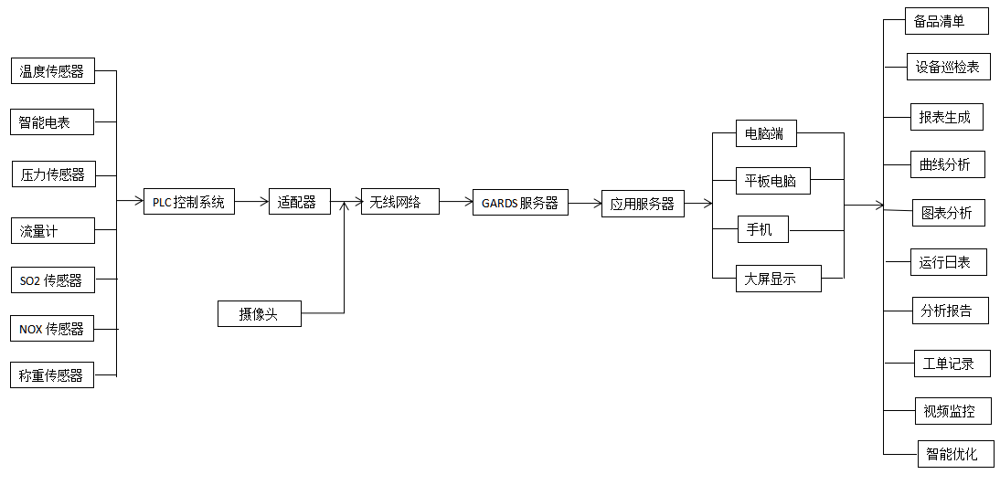 温度传感器
智能电表
压力传感器
流量计
SO2 传感器
NOX 传感器
称重传感器
PLC 控制系统
适配器
摄像头
无线网络
GARDS 服务器
应用服务器
电脑端
平板电脑
手机
大屏显示
备品清单
设备巡检表
报表生成
曲线分析
图表分析
运行日表
分析报告
工单记录
视频监控
智能优化